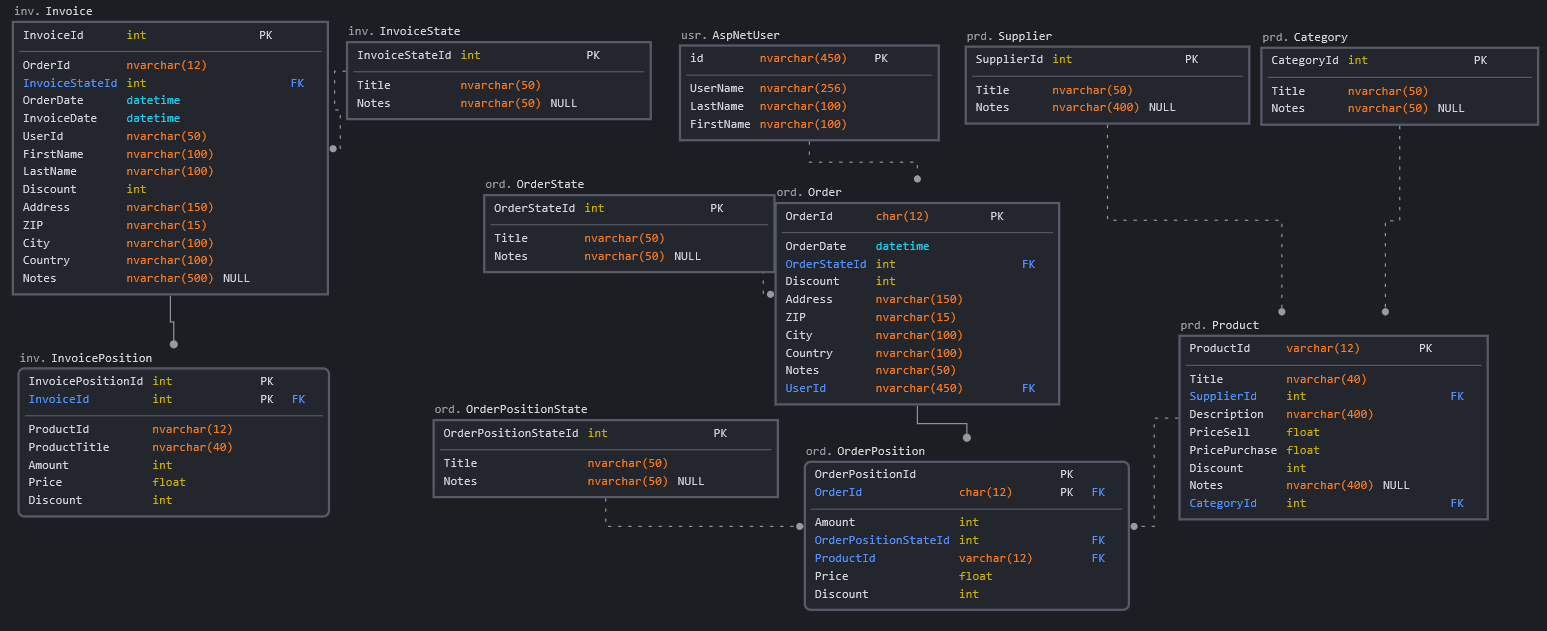 inv. Invoice
InvoiceId int PK
OrderId nvarchar(12)
InvoiceStateId int FK
OrderDate datetime
InvoiceDate datetime
UserId nvarchar(50)
FirstName nvarchar(100)
LastName nvarchar(100)
Discount int
Address nvarchar(150)
ZIP nvarchar(15)
City nvarchar(100)
Country nvarchar(100)
Notes nvarchar(500) NULL
inv. InvoiceState
InvoiceStateId int PK
Title nvarchar(50)
Notes nvarchar(50) NULL
usr. AspNetUser
id nvarchar(450) PK
UserName nvarchar(256)
LastName nvarchar(100)
FirstName nvarchar(100)
prd. Supplier
SupplierId int PK
Title nvarchar(50)
Notes nvarchar(400) NULL
prd. Category
CategoryId int PK
Title nvarchar(50)
Notes nvarchar(50) NULL
ord. OrderState
OrderStateId int PK
Title nvarchar(50)
Notes nvarchar(50) NULL
ord. Order
OrderId char(12) PK
OrderDate datetime
OrderStateId int FK
Discount int
Address nvarchar(150)
ZIP nvarchar(15)
City nvarchar(100)
Country nvarchar(100)
Notes nvarchar(50)
UserId nvarchar(450) FK
prd. Product
ProductId varchar(12) PK
Title nvarchar(40)
SupplierId int FK
Description nvarchar(400)
PriceSell float
PricePurchase float
Discount int
Notes nvarchar(400) NULL
CategoryId int FK
inv. InvoicePosition
InvoicePositionId int PK
InvoiceId int PK FK
ProductId nvarchar(12)
ProductTitle nvarchar(40)
Amount int
Price float
Discount int
ord. OrderPositionState
OrderPositionStateId int PK
Title nvarchar(50)
Notes nvarchar(50) NULL
ord. OrderPosition
OrderPositionId PK
OrderId char(12) PK FK
Amount int
OrderPositionStateId int FK
ProductId varchar(12) FK
Price float
Discount int